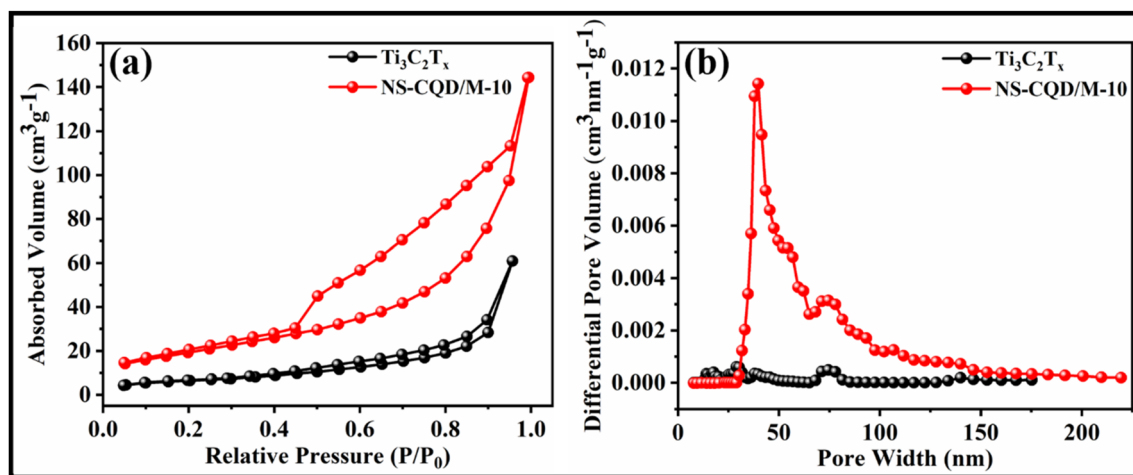 (a)
Ti₃C₂Tₓ
NS-CQD/M-10
Absorbed Volume (cm³g⁻¹)
160
140
120
100
80
60
40
20
0
0.0 0.2 0.4 0.6 0.8 1.0
Relative Pressure (P/P₀)
(b)
Ti₃C₂Tₓ
NS-CQD/M-10
Differential Pore Volume (cm³nm⁻¹g⁻¹)
0.012
0.010
0.008
0.006
0.004
0.002
0.000
0 50 100 150 200
Pore Width (nm)